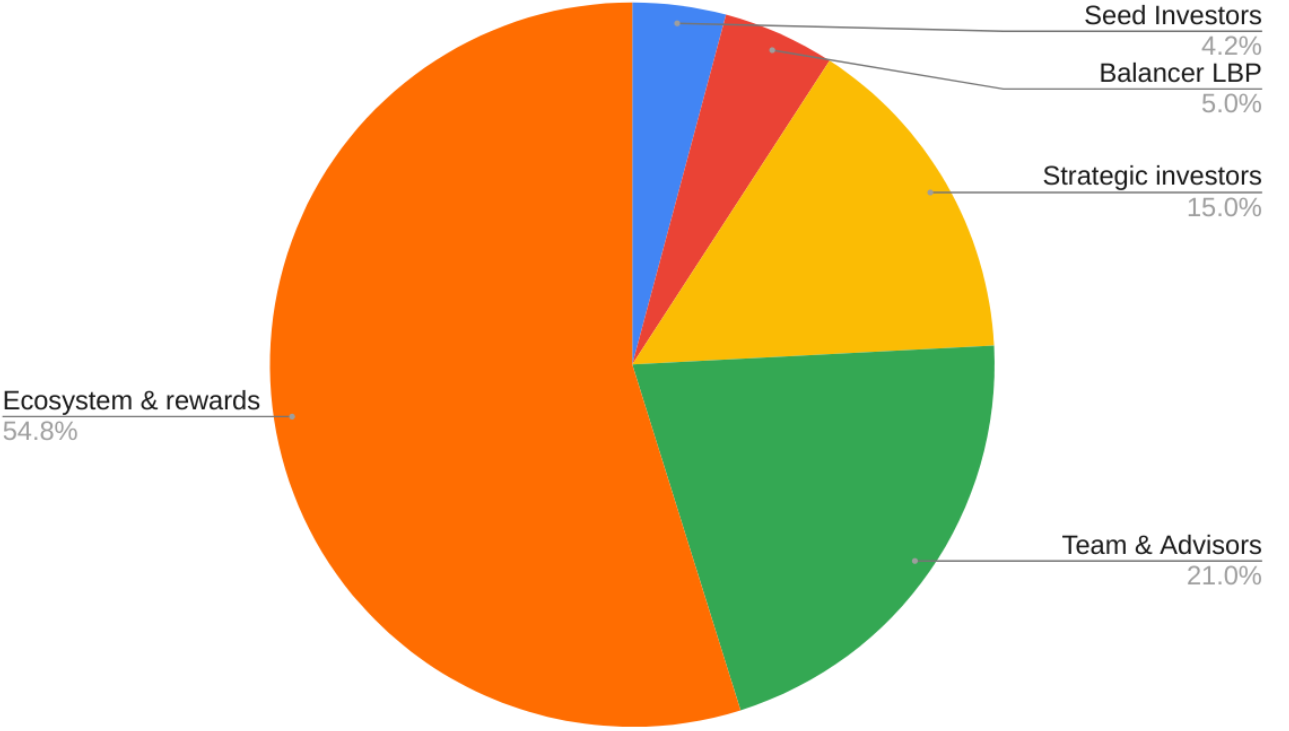 Seed Investors
4.2%
Balancer LBP
5.0%
Strategic investors
15.0%
Ecosystem & rewards
54.8%
Team & Advisors
21.0%